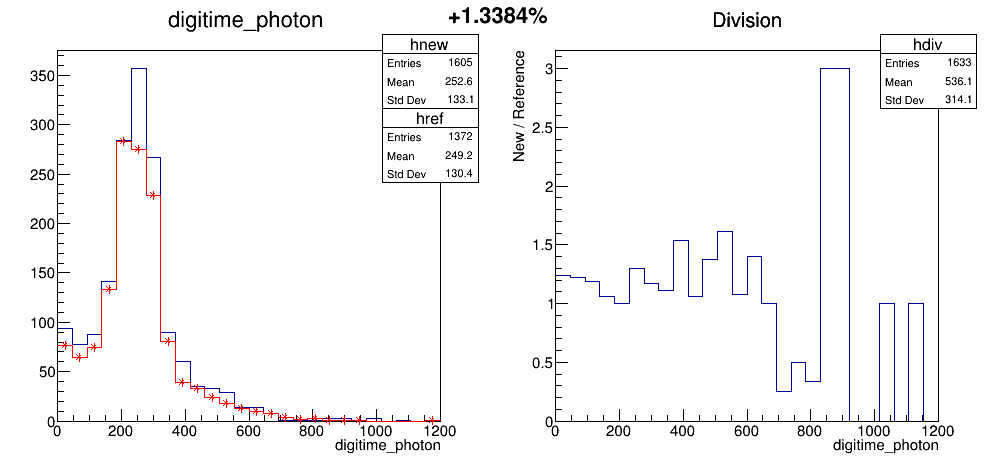 +1.3384%
digitime_photon
hnew
Entries 1605
Mean 252.6
Std Dev 133.1
href
Entries 1372
Mean 249.2
Std Dev 130.4
350
300
250
200
150
100
50
0
0 200 400 600 800 1000 1200
digitime_photon
Division
hdiv
Entries 1633
Mean 536.1
Std Dev 314.1
New / Reference
3
2.5
2
1.5
1
0.5
0
0 200 400 600 800 1000 1200
digitime_photon